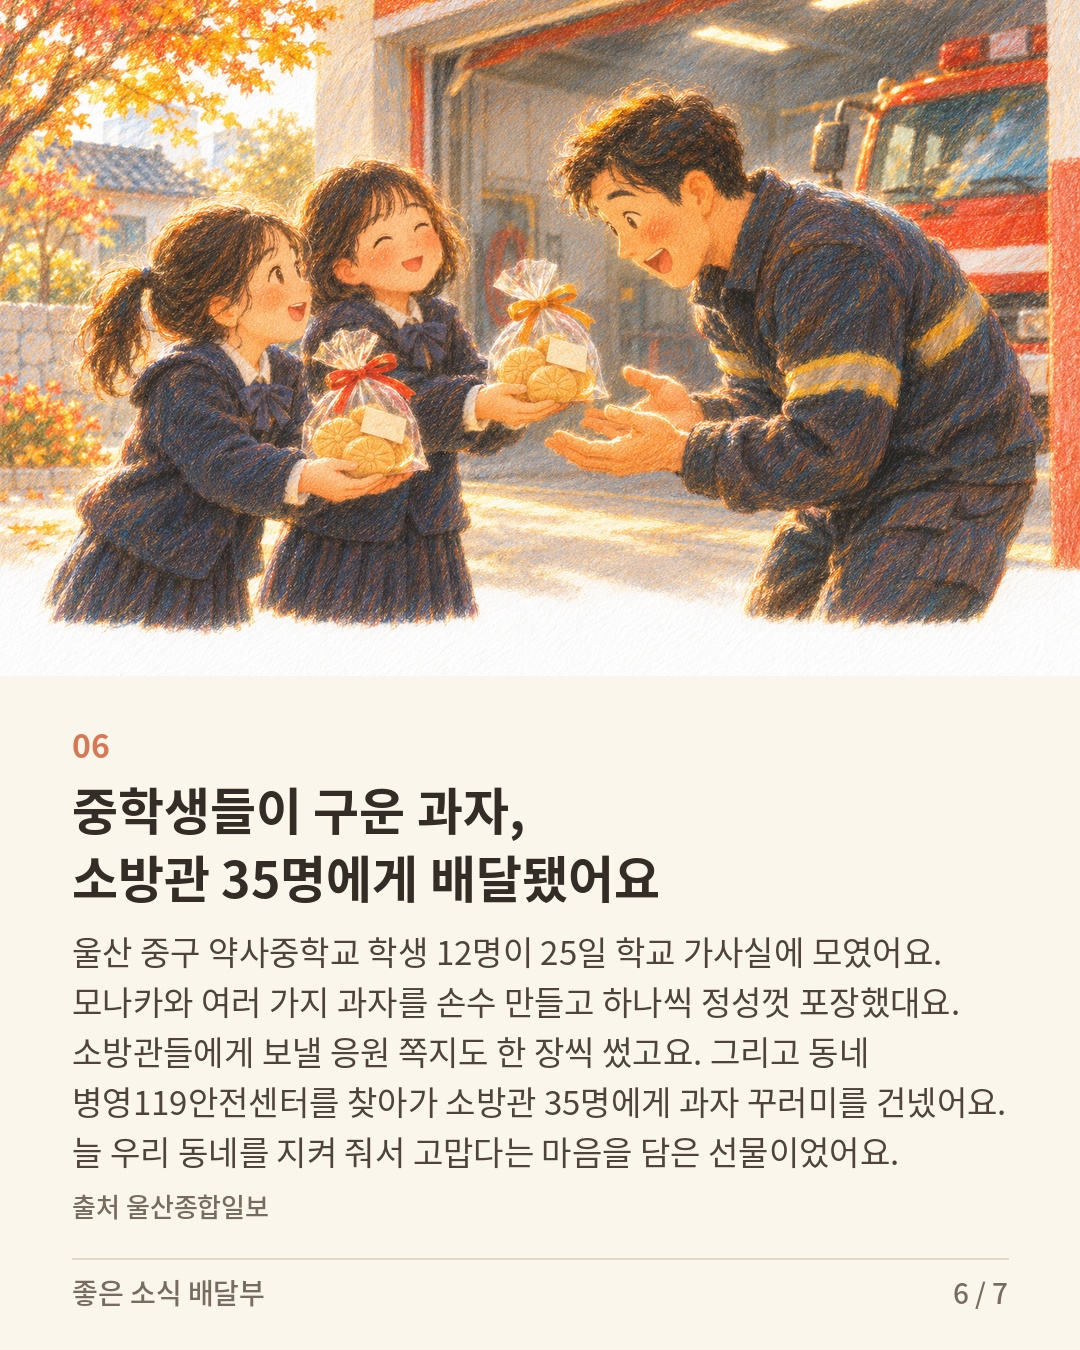 06
중학생들이 구운 과자,
소방관 35명에게 배달됐어요
울산 중구 약사중학교 학생 12명이 25일 학교 가사실에 모였어요.
모나카와 여러 가지 과자를 손수 만들고 하나씩 정성껏 포장했대요.
소방관들에게 보낼 응원 쪽지도 한 장씩 썼고요. 그리고 동네
병영119안전센터를 찾아가 소방관 35명에게 과자 꾸러미를 건넸어요.
늘 우리 동네를 지켜 줘서 고맙다는 마음을 담은 선물이었어요.
출처 울산종합일보
좋은 소식 배달부
6 / 7